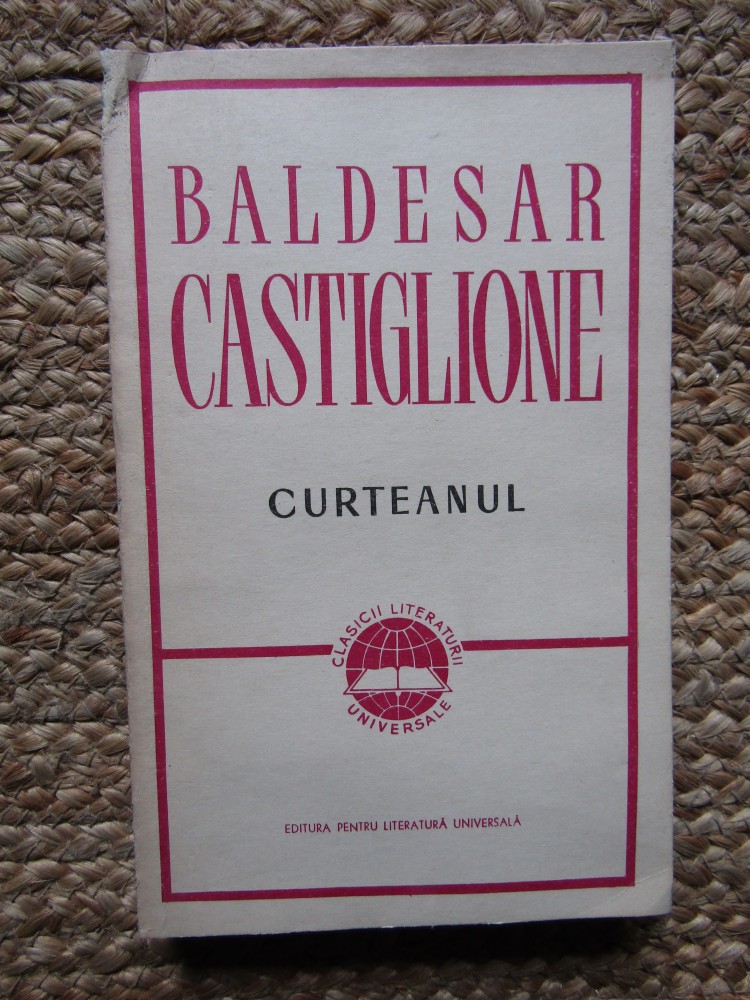 BALDESAR
CASTIGLIONE
CURTEANUL
CLASICII LITERATURII
UNIVERSALE
EDITURA PENTRU LITERATURĂ UNIVERSALĂ